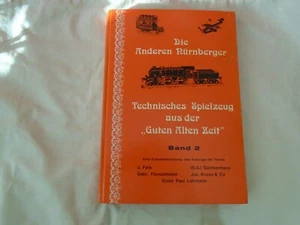 Die
Anderen Nürnberger
Technisches Spielzeug
aus der
„Guten Alten Zeit"
Band 2
J. Falk
Gebr. Fleischmann
Jos. Kraus & Co
Ernst Paul Lehmann